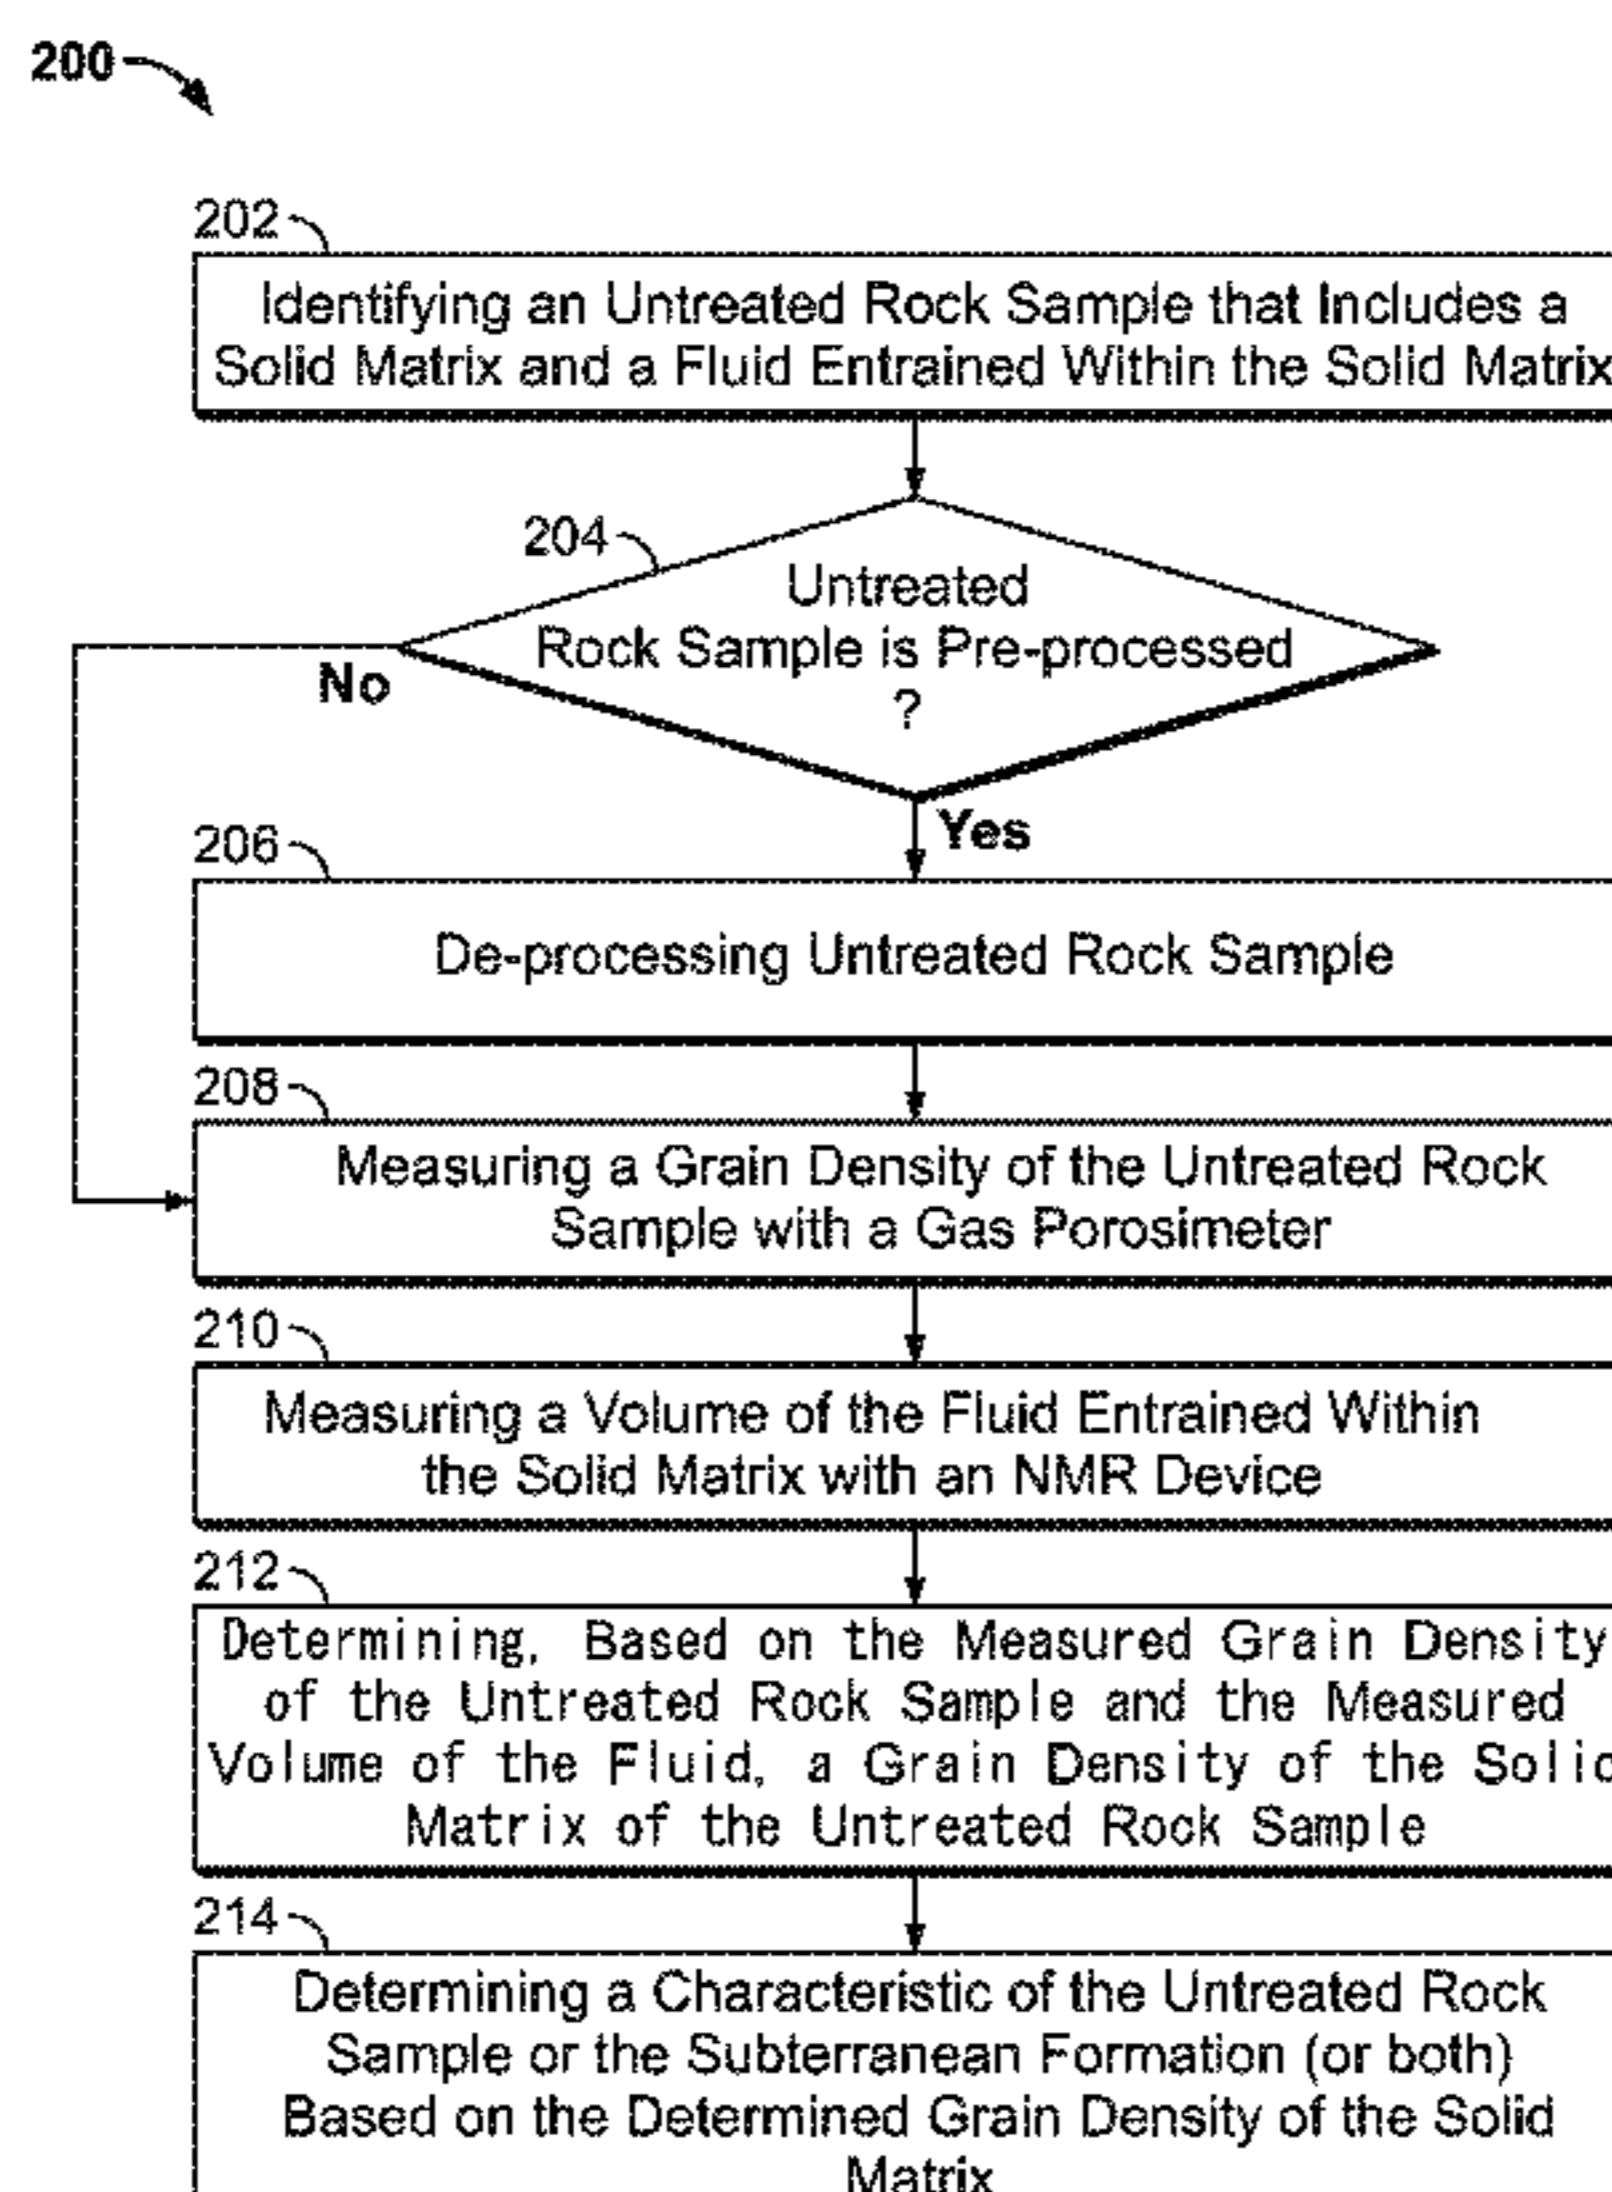 200
202
Identifying an Untreated Rock Sample that Includes a
Solid Matrix and a Fluid Entrained Within the Solid Matrix
204
Untreated
Rock Sample is Pre-processed
?
No
Yes
206
De-processing Untreated Rock Sample
208
Measuring a Grain Density of the Untreated Rock
Sample with a Gas Porosimeter
210
Measuring a Volume of the Fluid Entrained Within
the Solid Matrix with an NMR Device
212
Determining, Based on the Measured Grain Density
of the Untreated Rock Sample and the Measured
Volume of the Fluid, a Grain Density of the Solid
Matrix of the Untreated Rock Sample
214
Determining a Characteristic of the Untreated Rock
Sample or the Subterranean Formation (or both)
Based on the Determined Grain Density of the Solid
Matrix